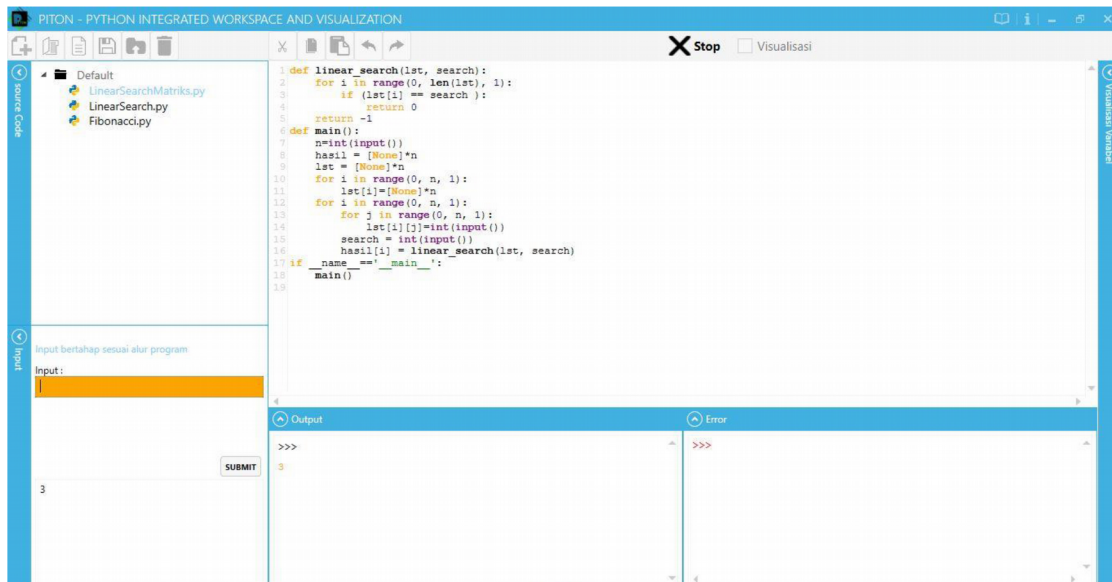 PITON - PYTHON INTEGRATED WORKSPACE AND VISUALIZATION
Stop
Visualisasi
Source Code
Default
LinearSearchMatriks.py
LinearSearch.py
Fibonacci.py
1 def linear_search(lst, search):
2     for i in range(0, len(lst), 1):
3         if (lst[i] == search ):
4             return 0
5     return -1
6 def main():
7     n=int(input())
8     hasil = [None]*n
9     lst = [None]*n
10     for i in range(0, n, 1):
11         lst[i]=[None]*n
12     for i in range(0, n, 1):
13         for j in range(0, n, 1):
14             lst[i][j]=int(input())
15         search = int(input())
16         hasil[i] = linear_search(lst, search)
17 if __name__=='__main__':
18     main()
19
Visualisasi Variabel
Input
Input bertahap sesuai alur program
Input :
SUBMIT
3
Output
>>>
3
Error
>>>